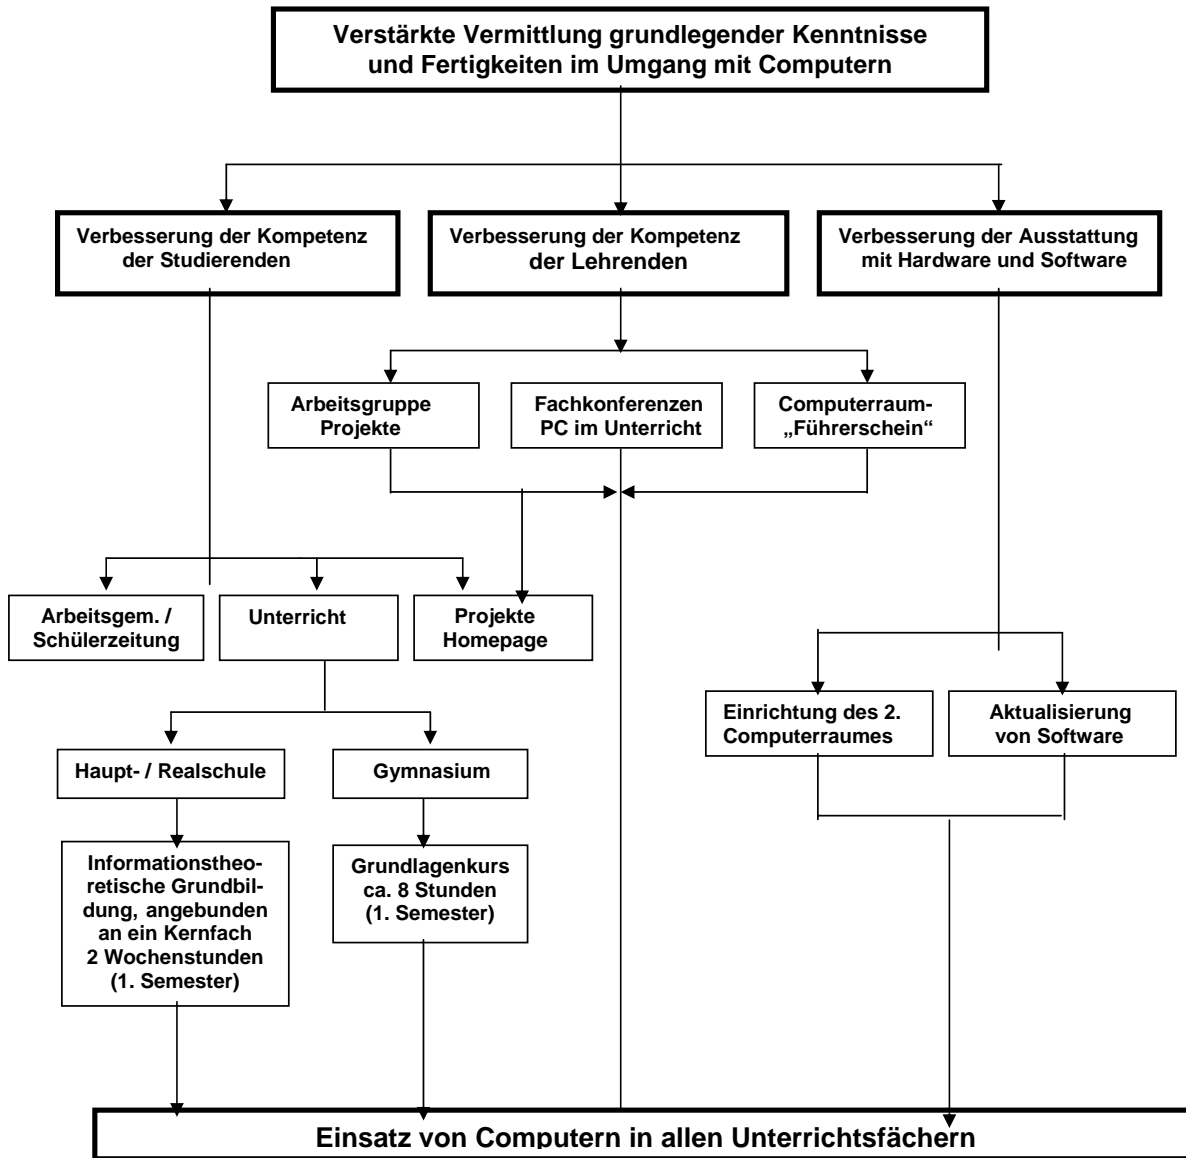 Verstärkte Vermittlung grundlegender Kenntnisse
und Fertigkeiten im Umgang mit Computern
Verbesserung der Kompetenz
der Studierenden
Verbesserung der Kompetenz
der Lehrenden
Verbesserung der Ausstattung
mit Hardware und Software
Arbeitsgruppe
Projekte
Fachkonferenzen
PC im Unterricht
Computerraum-
„Führerschein“
Arbeitsgem. /
Schülerzeitung
Unterricht
Projekte
Homepage
Einrichtung des 2.
Computerraumes
Aktualisierung
von Software
Haupt- / Realschule
Gymnasium
Informationstheo-
retische Grundbil-
dung, angebunden
an ein Kernfach
2 Wochenstunden
(1. Semester)
Grundlagenkurs
ca. 8 Stunden
(1. Semester)
Einsatz von Computern in allen Unterrichtsfächern